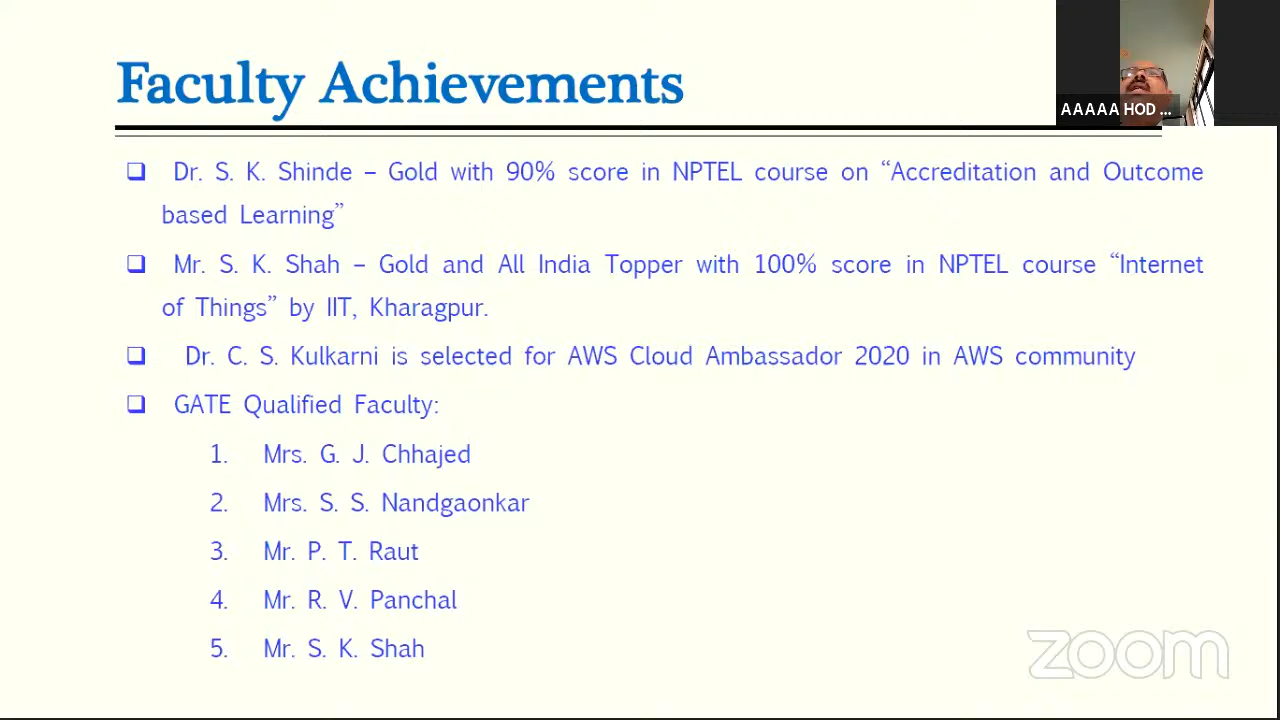 Faculty Achievements
AAAAA HOD ...
❑ Dr. S. K. Shinde – Gold with 90% score in NPTEL course on “Accreditation and Outcome
based Learning”
❑ Mr. S. K. Shah – Gold and All India Topper with 100% score in NPTEL course “Internet
of Things” by IIT, Kharagpur.
❑ Dr. C. S. Kulkarni is selected for AWS Cloud Ambassador 2020 in AWS community
❑ GATE Qualified Faculty:
1. Mrs. G. J. Chhajed
2. Mrs. S. S. Nandgaonkar
3. Mr. P. T. Raut
4. Mr. R. V. Panchal
5. Mr. S. K. Shah
zoom